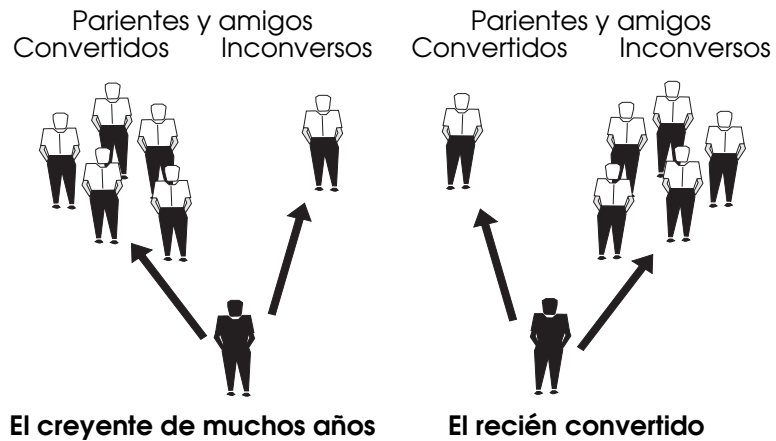 Parientes y amigos
Convertidos Inconversos
El creyente de muchos años
Parientes y amigos
Convertidos Inconversos
El recién convertido